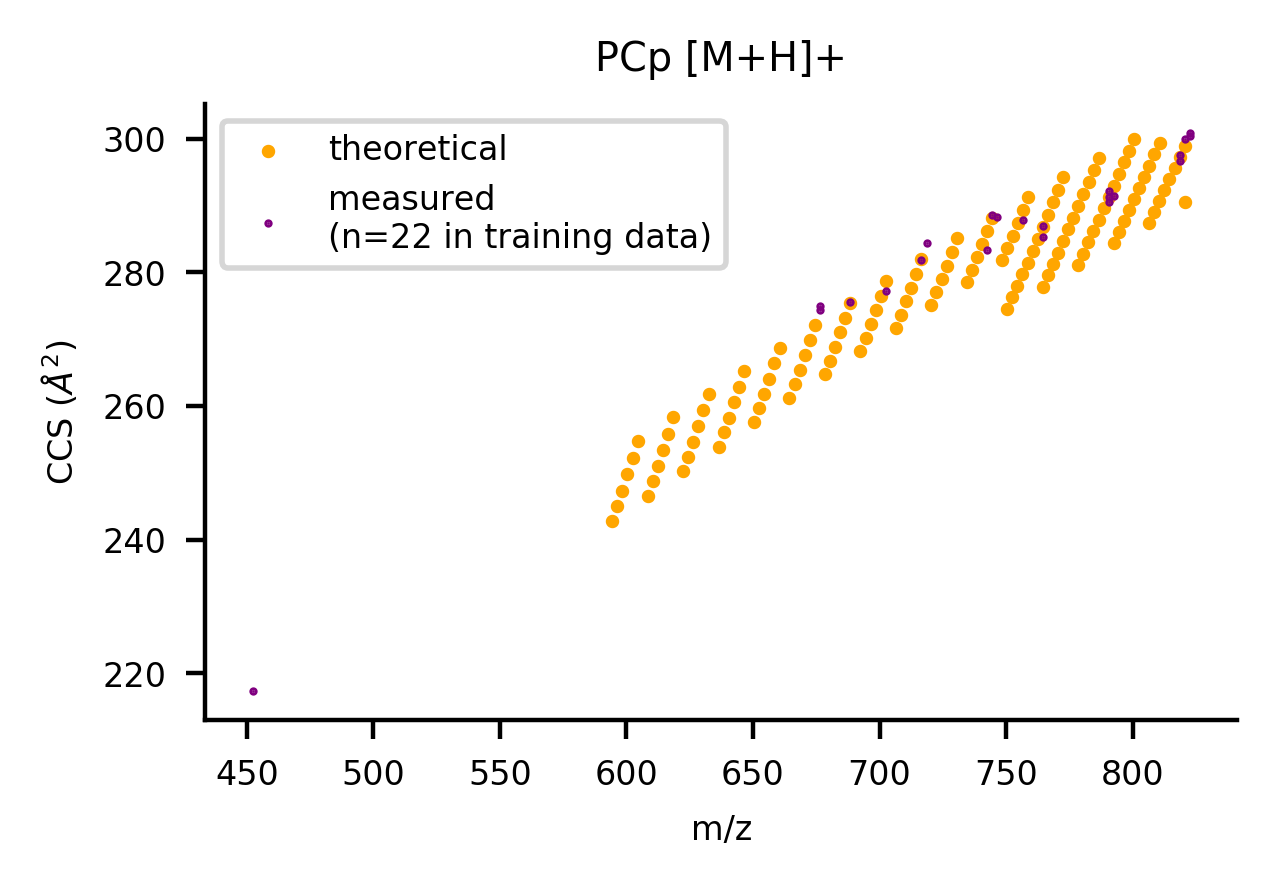 PCp [M+H]+
theoretical
measured
(n=22 in training data)
CCS (Å²)
300
280
260
240
220
450 500 550 600 650 700 750 800
m/z